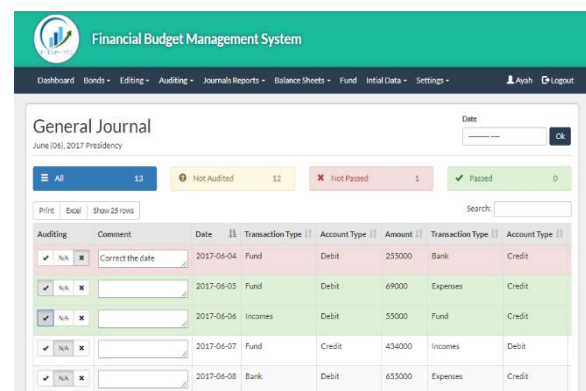 Financial Budget Management System
Dashboard Bonds Editing Auditing Journals Reports Balance Sheets Fund Intial Data Settings Ayah Logout
General Journal
June (06), 2017 Presidency
Date
Ok
All 13 Not Audited 12 Not Passed 1 Passed 0
Print Excel Show 25 rows Search:
Auditing Comment Date Transaction Type Account Type Amount Transaction Type Account Type
N/A Correct the date 2017-06-04 Fund Debit 255000 Bank Credit
N/A 2017-06-05 Fund Debit 69000 Expenses Credit
N/A 2017-06-06 Incomes Debit 55000 Fund Credit
N/A 2017-06-07 Fund Credit 434000 Incomes Debit
N/A 2017-06-08 Bank Debit 655000 Expenses Credit